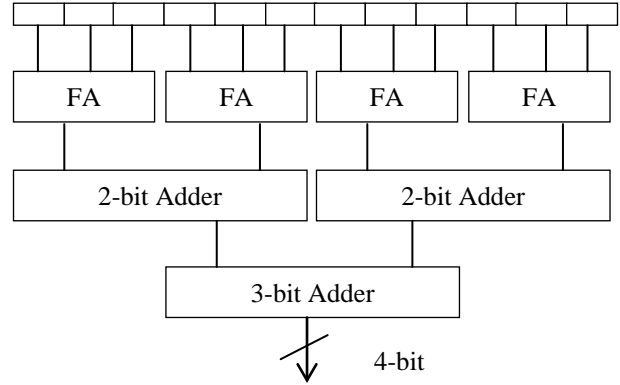 FA FA FA FA
2-bit Adder 2-bit Adder
3-bit Adder
4-bit